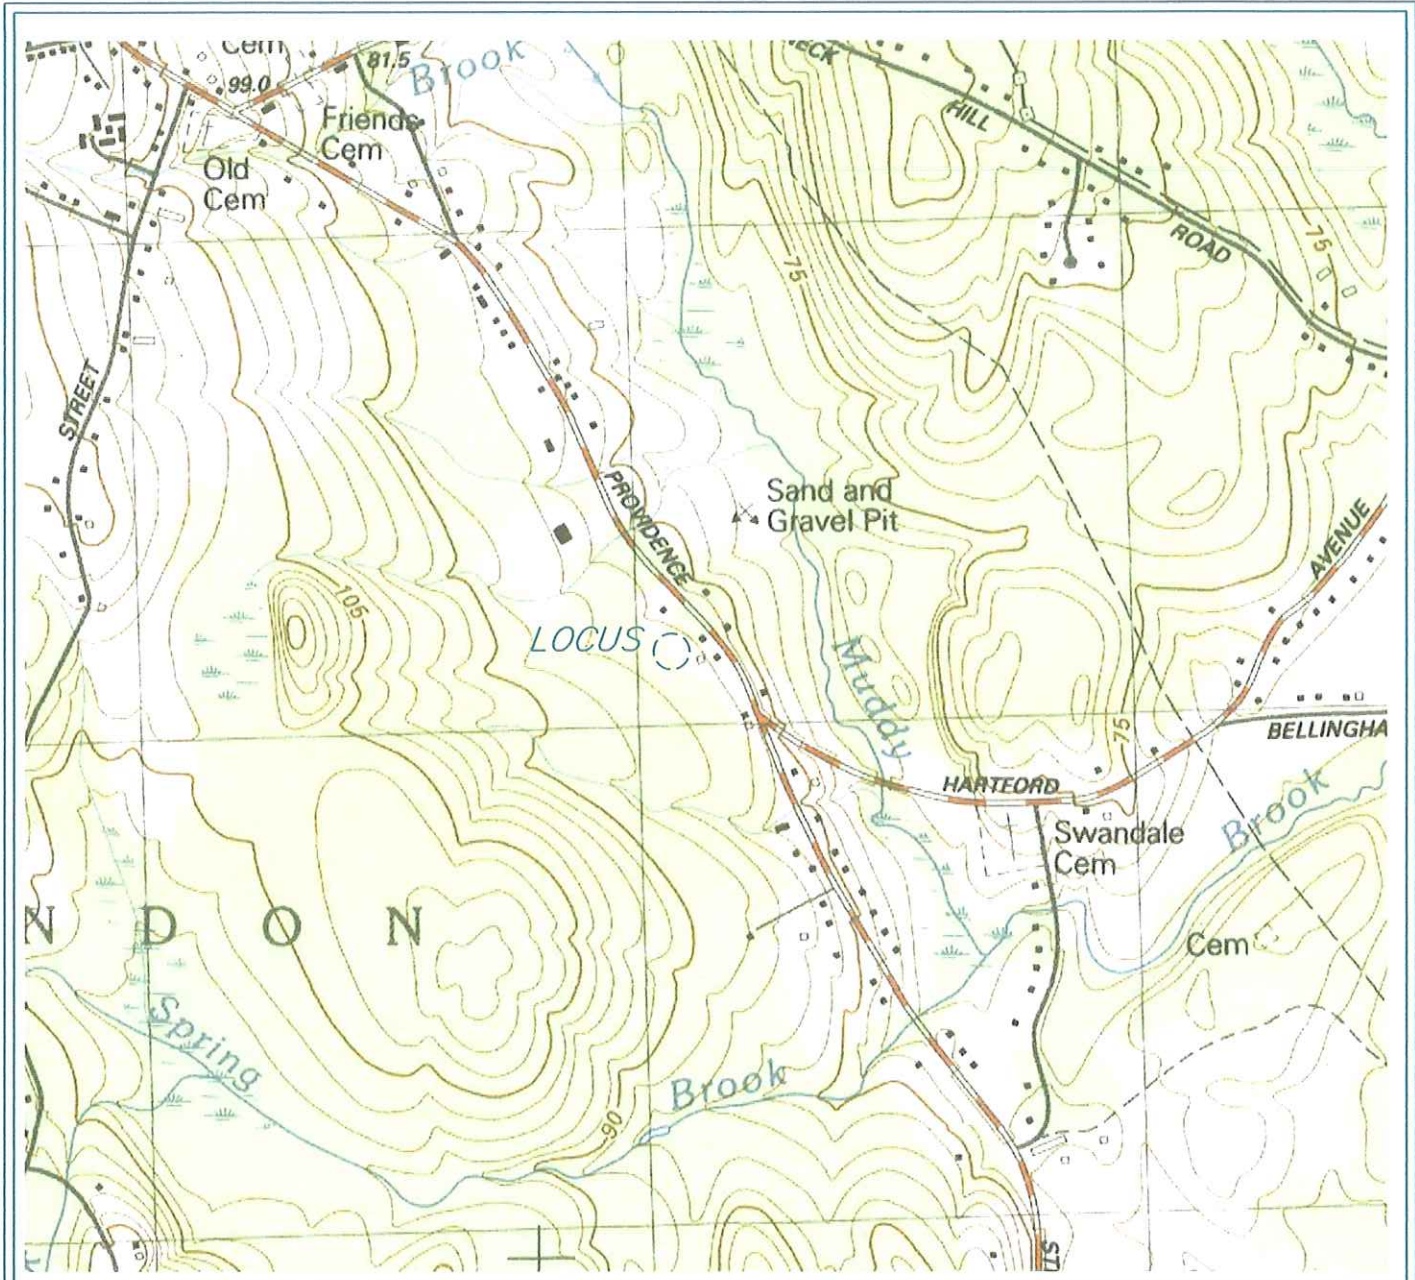 Cem
81.5
Brook
99.0
Friends
Cem
Old
Cem
HILL
ROAD
75
75
STREET
PROVIDENCE
Sand and
Gravel Pit
AVENUE
105
LOCUS
Muddy
75
BELLINGHA
HARTFORD
Brook
Swandale
Cem
N D O N
Cem
Spring
Brook
90
ST